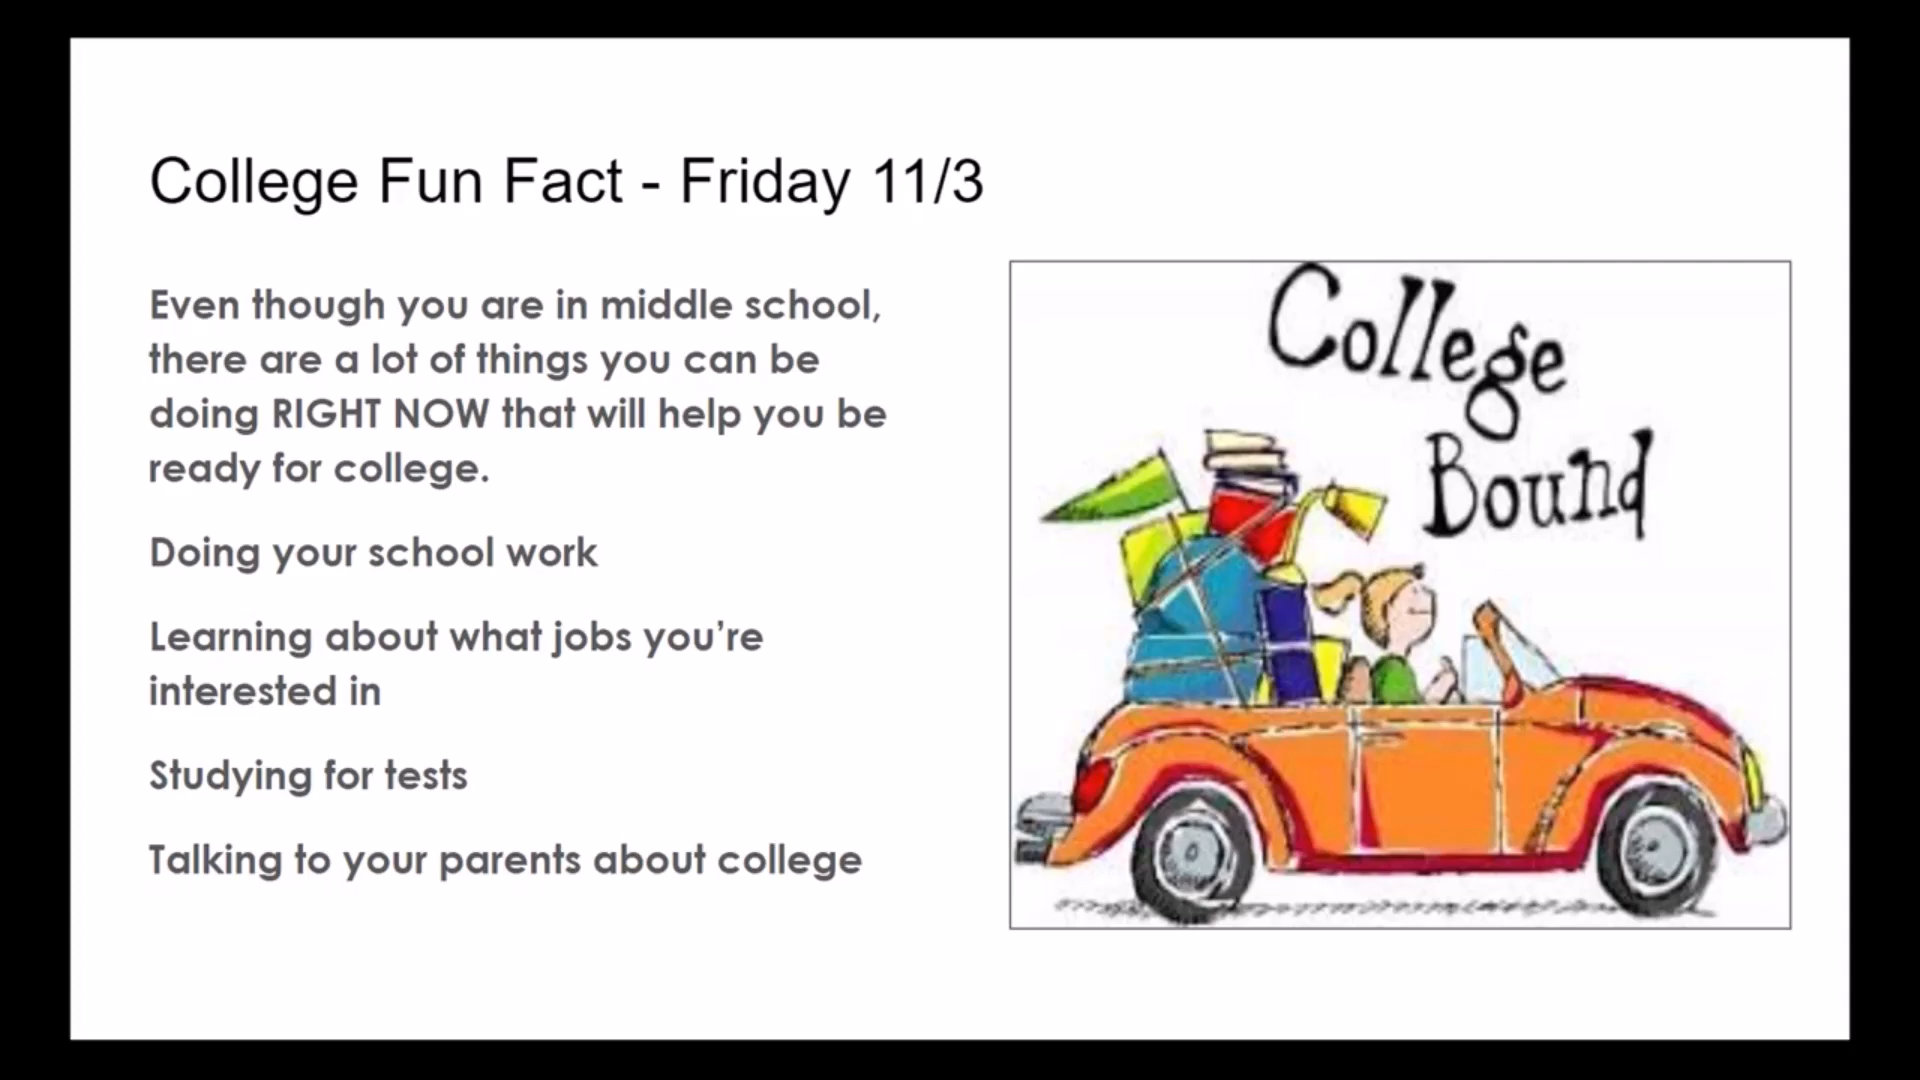 College Fun Fact - Friday 11/3
Even though you are in middle school,
there are a lot of things you can be
doing RIGHT NOW that will help you be
ready for college.
Doing your school work
Learning about what jobs you're
interested in
Studying for tests
Talking to your parents about college
College
Bound